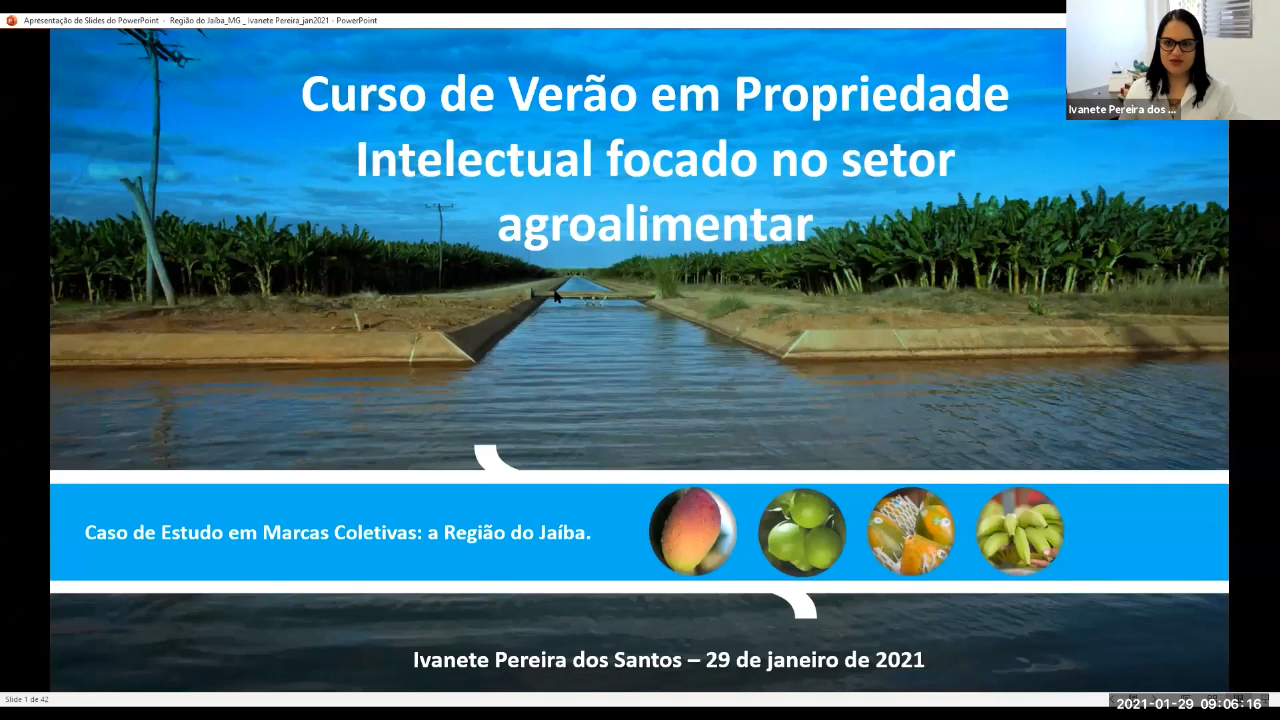 Apresentação de Slides do PowerPoint - Região do Jaíba_MG _ Ivanete Pereira_jan2021 - PowerPoint
Ivanete Pereira dos ...
Curso de Verão em Propriedade
Intelectual focado no setor
agroalimentar
Caso de Estudo em Marcas Coletivas: a Região do Jaíba.
Ivanete Pereira dos Santos – 29 de janeiro de 2021
Slide 1 de 42
2021-01-29 09:06:16